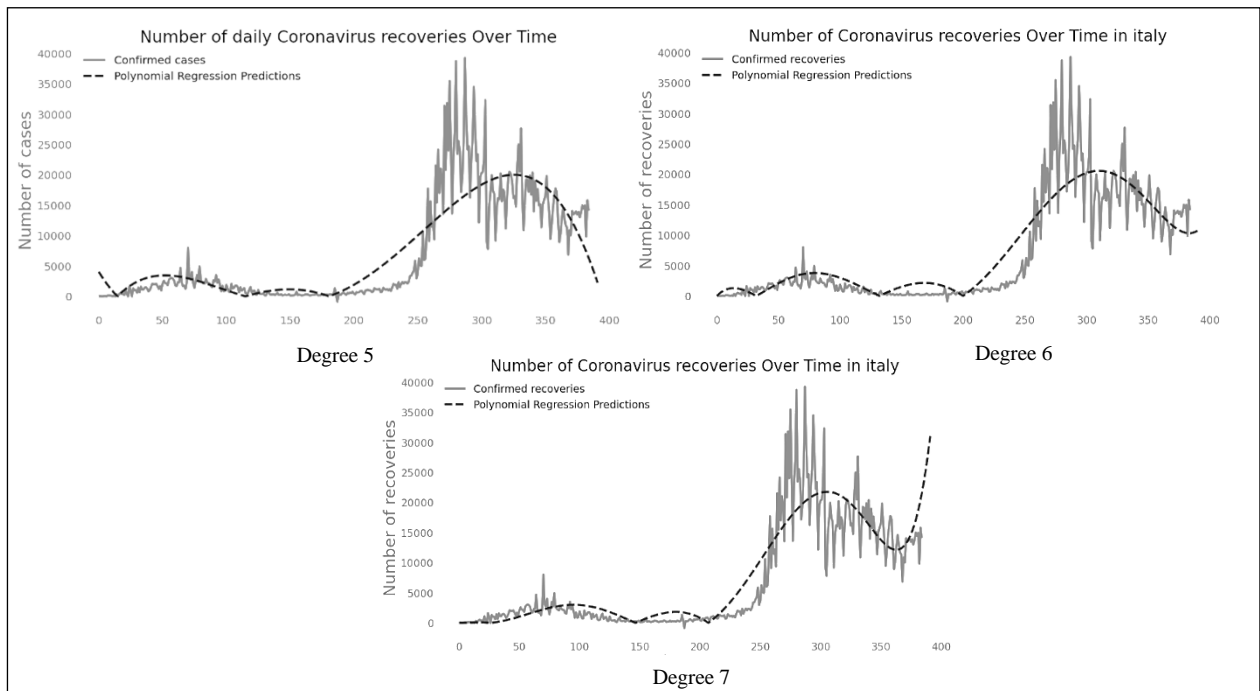 Number of daily Coronavirus recoveries Over Time
40000
35000
30000
25000
20000
15000
10000
5000
0
Number of cases
Confirmed cases
Polynomial Regression Predictions
0 50 100 150 200 250 300 350 400
Degree 5
Number of Coronavirus recoveries Over Time in italy
40000
35000
30000
25000
20000
15000
10000
5000
0
Number of recoveries
Confirmed recoveries
Polynomial Regression Predictions
0 50 100 150 200 250 300 350 400
Degree 6
Number of Coronavirus recoveries Over Time in italy
40000
35000
30000
25000
20000
15000
10000
5000
0
Number of recoveries
Confirmed recoveries
Polynomial Regression Predictions
0 50 100 150 200 250 300 350 400
Degree 7